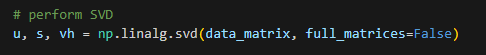 # perform SVD
u, s, vh = np.linalg.svd(data_matrix, full_matrices=False)